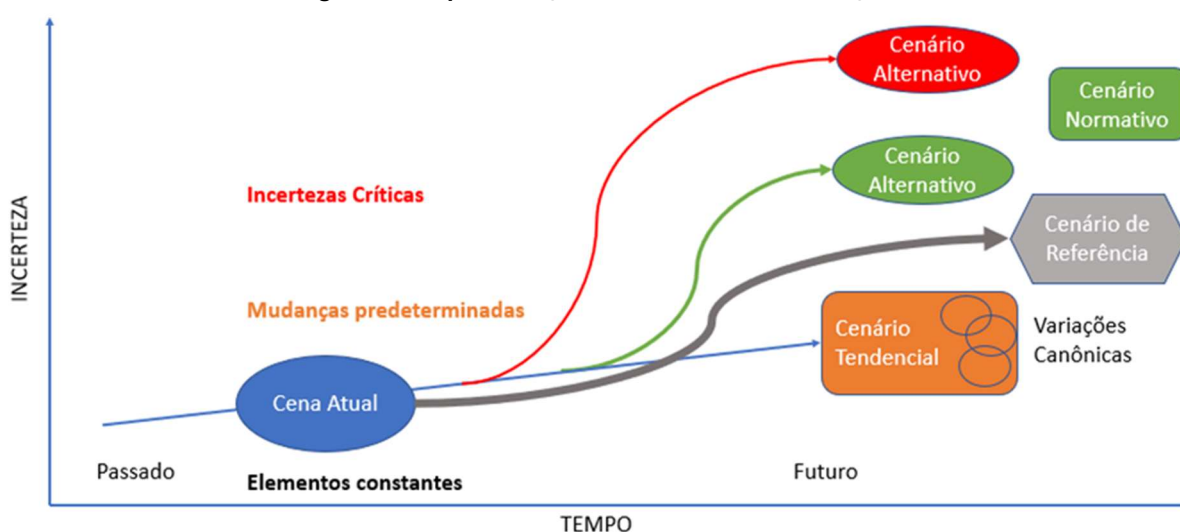 Cenário
Alternativo
Cenário
Normativo
Cenário
Alternativo
Incertezas Críticas
Cenário de
Referência
INCERTEZA
Mudanças predeterminadas
Cenário
Tendencial
Variações
Canônicas
Cena Atual
Passado
Elementos constantes
Futuro
TEMPO